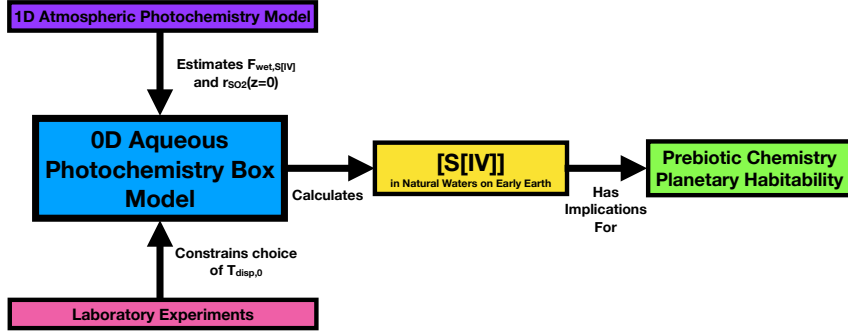 1D Atmospheric Photochemistry Model
Estimates Fwet,S[IV]
and rSO2(z=0)
0D Aqueous
Photochemistry Box
Model
Calculates
[S[IV]]
in Natural Waters on Early Earth
Has
Implications
For
Prebiotic Chemistry
Planetary Habitability
Constrains choice
of Tdisp,0
Laboratory Experiments